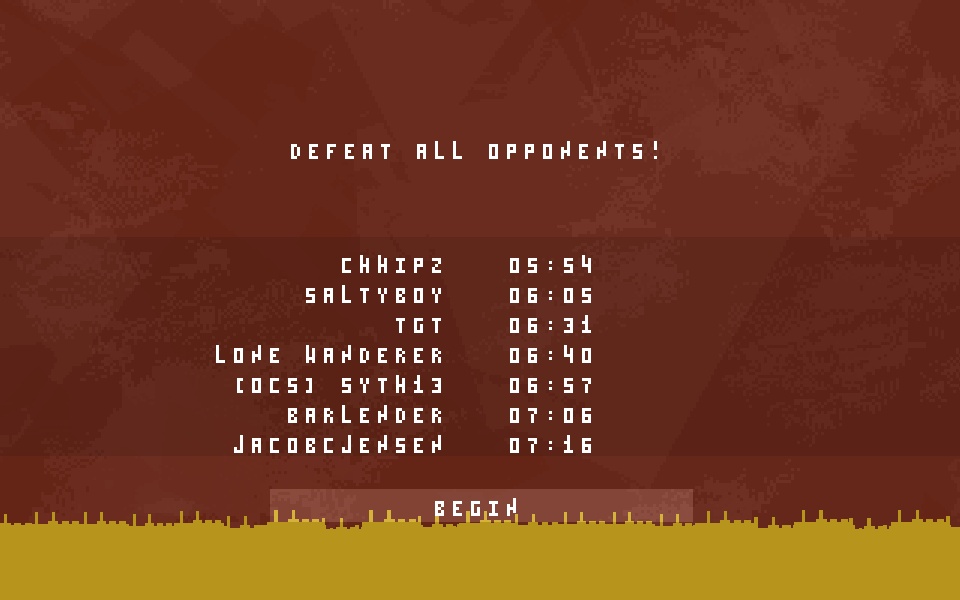 DEFEAT ALL OPPONENTS!
CHHIPZ 05:54
SALTYBOY 06:05
TGT 06:31
LONE WANDERER 06:40
[OCS] SYTH13 06:57
BARLENDER 07:06
JACOBCJENSEN 07:16
BEGIN